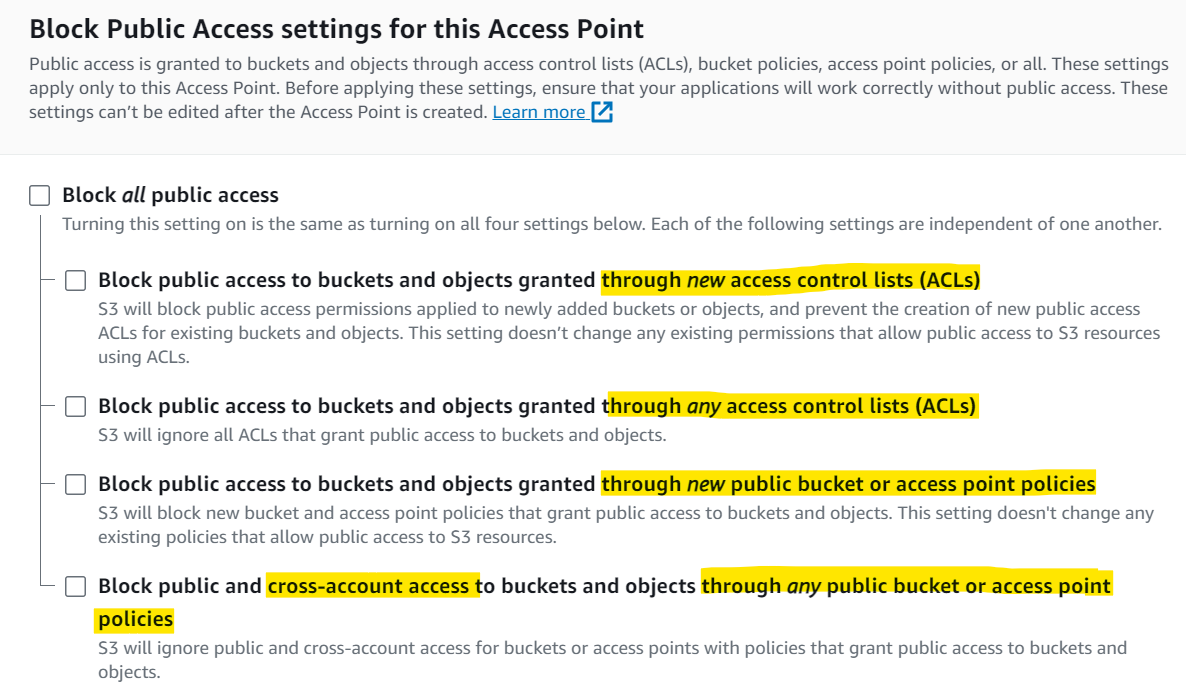 Block Public Access settings for this Access Point
Public access is granted to buckets and objects through access control lists (ACLs), bucket policies, access point policies, or all. These settings
apply only to this Access Point. Before applying these settings, ensure that your applications will work correctly without public access. These
settings can’t be edited after the Access Point is created. Learn more
Block all public access
Turning this setting on is the same as turning on all four settings below. Each of the following settings are independent of one another.
Block public access to buckets and objects granted through new access control lists (ACLs)
S3 will block public access permissions applied to newly added buckets or objects, and prevent the creation of new public access
ACLs for existing buckets and objects. This setting doesn’t change any existing permissions that allow public access to S3 resources
using ACLs.
Block public access to buckets and objects granted through any access control lists (ACLs)
S3 will ignore all ACLs that grant public access to buckets and objects.
Block public access to buckets and objects granted through new public bucket or access point policies
S3 will block new bucket and access point policies that grant public access to buckets and objects. This setting doesn't change any
existing policies that allow public access to S3 resources.
Block public and cross-account access to buckets and objects through any public bucket or access point
policies
S3 will ignore public and cross-account access for buckets or access points with policies that grant public access to buckets and
objects.